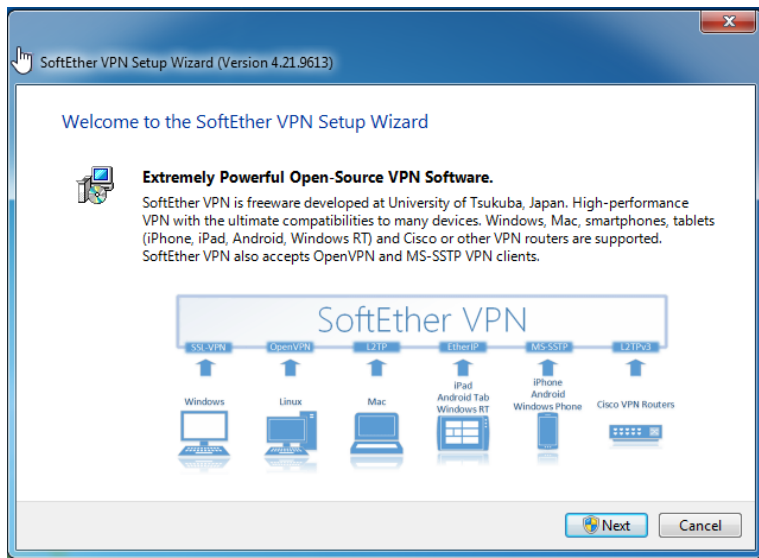 SoftEther VPN Setup Wizard (Version 4.21.9613)
Welcome to the SoftEther VPN Setup Wizard
Extremely Powerful Open-Source VPN Software.
SoftEther VPN is freeware developed at University of Tsukuba, Japan. High-performance
VPN with the ultimate compatibilities to many devices. Windows, Mac, smartphones, tablets
(iPhone, iPad, Android, Windows RT) and Cisco or other VPN routers are supported.
SoftEther VPN also accepts OpenVPN and MS-SSTP VPN clients.
SoftEther VPN
SSL-VPN OpenVPN L2TP EtherIP MS-SSTP L2TPv3
Windows
Linux
Mac
iPad
Android Tab
Windows RT
iPhone
Android
Windows Phone
Cisco VPN Routers
Next Cancel